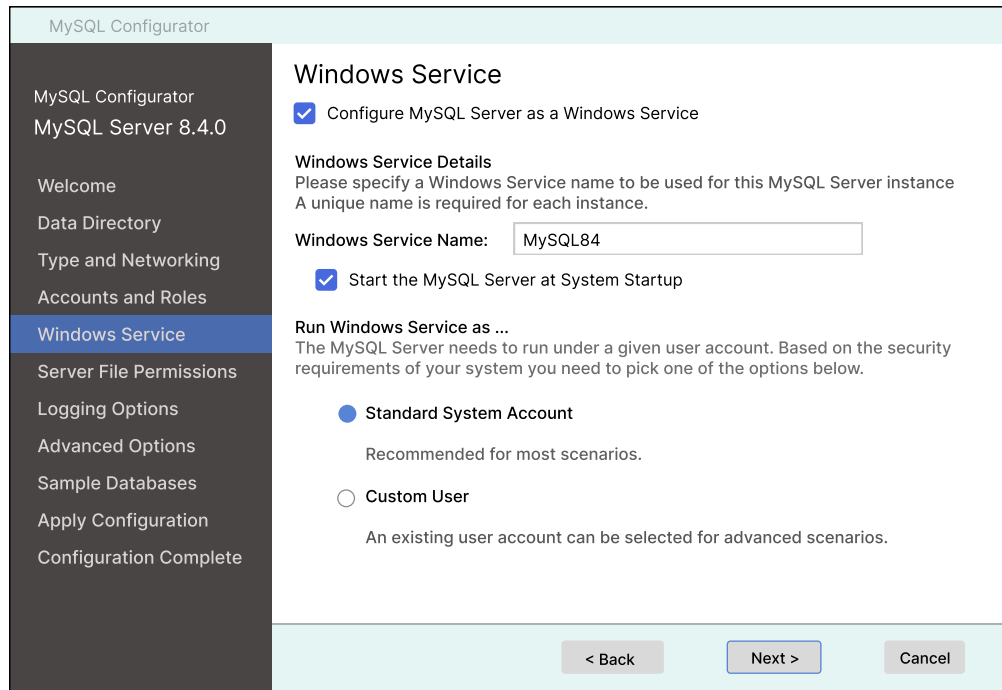 MySQL Configurator
MySQL Configurator
MySQL Server 8.4.0
Welcome
Data Directory
Type and Networking
Accounts and Roles
Windows Service
Server File Permissions
Logging Options
Advanced Options
Sample Databases
Apply Configuration
Configuration Complete
Windows Service
Configure MySQL Server as a Windows Service
Windows Service Details
Please specify a Windows Service name to be used for this MySQL Server instance
A unique name is required for each instance.
Windows Service Name: MySQL84
Start the MySQL Server at System Startup
Run Windows Service as ...
The MySQL Server needs to run under a given user account. Based on the security
requirements of your system you need to pick one of the options below.
Standard System Account
Recommended for most scenarios.
Custom User
An existing user account can be selected for advanced scenarios.
< Back Next > Cancel